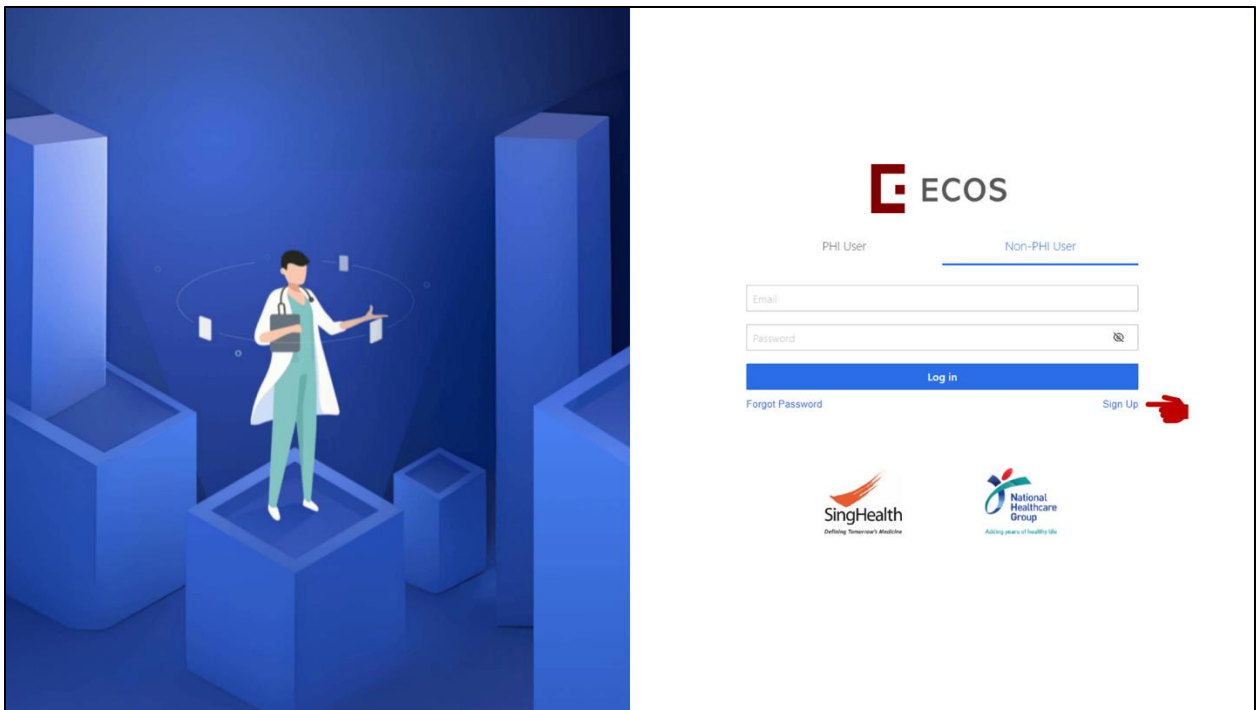 ECOS
PHI User
Non-PHI User
Email
Password
Log in
Forgot Password
Sign Up
SingHealth
Defining Tomorrow's Medicine
National
Healthcare
Group
Adding years of healthy life